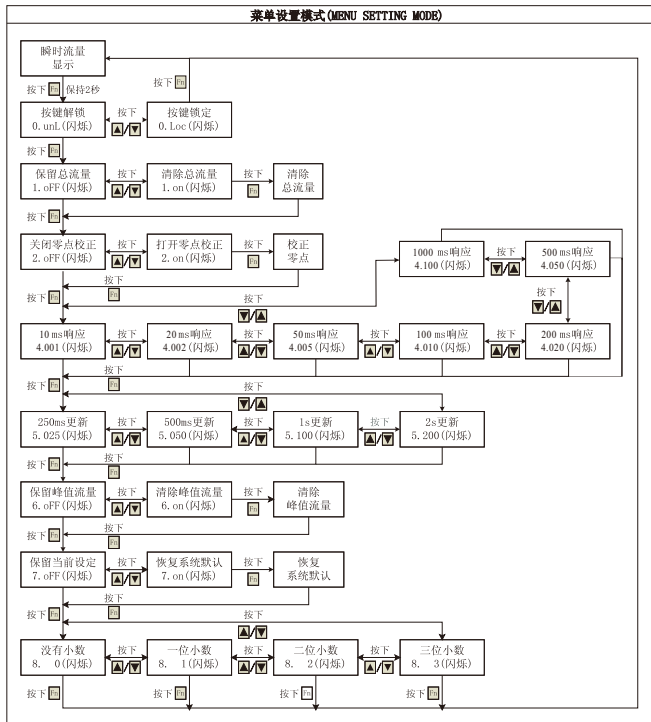 菜单设置模式(MENU SETTING MODE)
瞬时流量
显示
按下 Fn 保持2秒
按下 Fn
按键解锁
0.unL(闪烁)
按下
▲/▼
按键锁定
0.Loc(闪烁)
按下 Fn
保留总流量
1.oFF(闪烁)
按下
▲/▼
清除总流量
1.on(闪烁)
按下
Fn
清除
总流量
按下 Fn
关闭零点校正
2.oFF(闪烁)
按下
▲/▼
打开零点校正
2.on(闪烁)
按下
Fn
校正
零点
1000 ms响应
4.100(闪烁)
按下
▼/▲
500 ms响应
4.050(闪烁)
按下 Fn
按下
Fn
按下
▼/▲
按下
▼/▲
10 ms响应
4.001(闪烁)
按下
▲/▼
20 ms响应
4.002(闪烁)
按下
▲/▼
50 ms响应
4.005(闪烁)
按下
▲/▼
100 ms响应
4.010(闪烁)
按下
▲/▼
200 ms响应
4.020(闪烁)
按下 Fn
按下
Fn
按下
▼/▲
250ms更新
5.025(闪烁)
按下
▲/▼
500ms更新
5.050(闪烁)
按下
▲/▼
1s更新
5.100(闪烁)
按下
▲/▼
2s更新
5.200(闪烁)
按下 Fn
按下
Fn
保留峰值流量
6.oFF(闪烁)
按下
▲/▼
清除峰值流量
6.on(闪烁)
按下
Fn
清除
峰值流量
按下 Fn
按下
Fn
保留当前设定
7.oFF(闪烁)
按下
▲/▼
恢复系统默认
7.on(闪烁)
按下
Fn
恢复
系统默认
按下 Fn
按下
▲/▼
没有小数
8. 0(闪烁)
按下
▲/▼
一位小数
8. 1(闪烁)
按下
▲/▼
二位小数
8. 2(闪烁)
按下
▲/▼
三位小数
8. 3(闪烁)
按下 Fn
按下 Fn
按下 Fn
按下 Fn